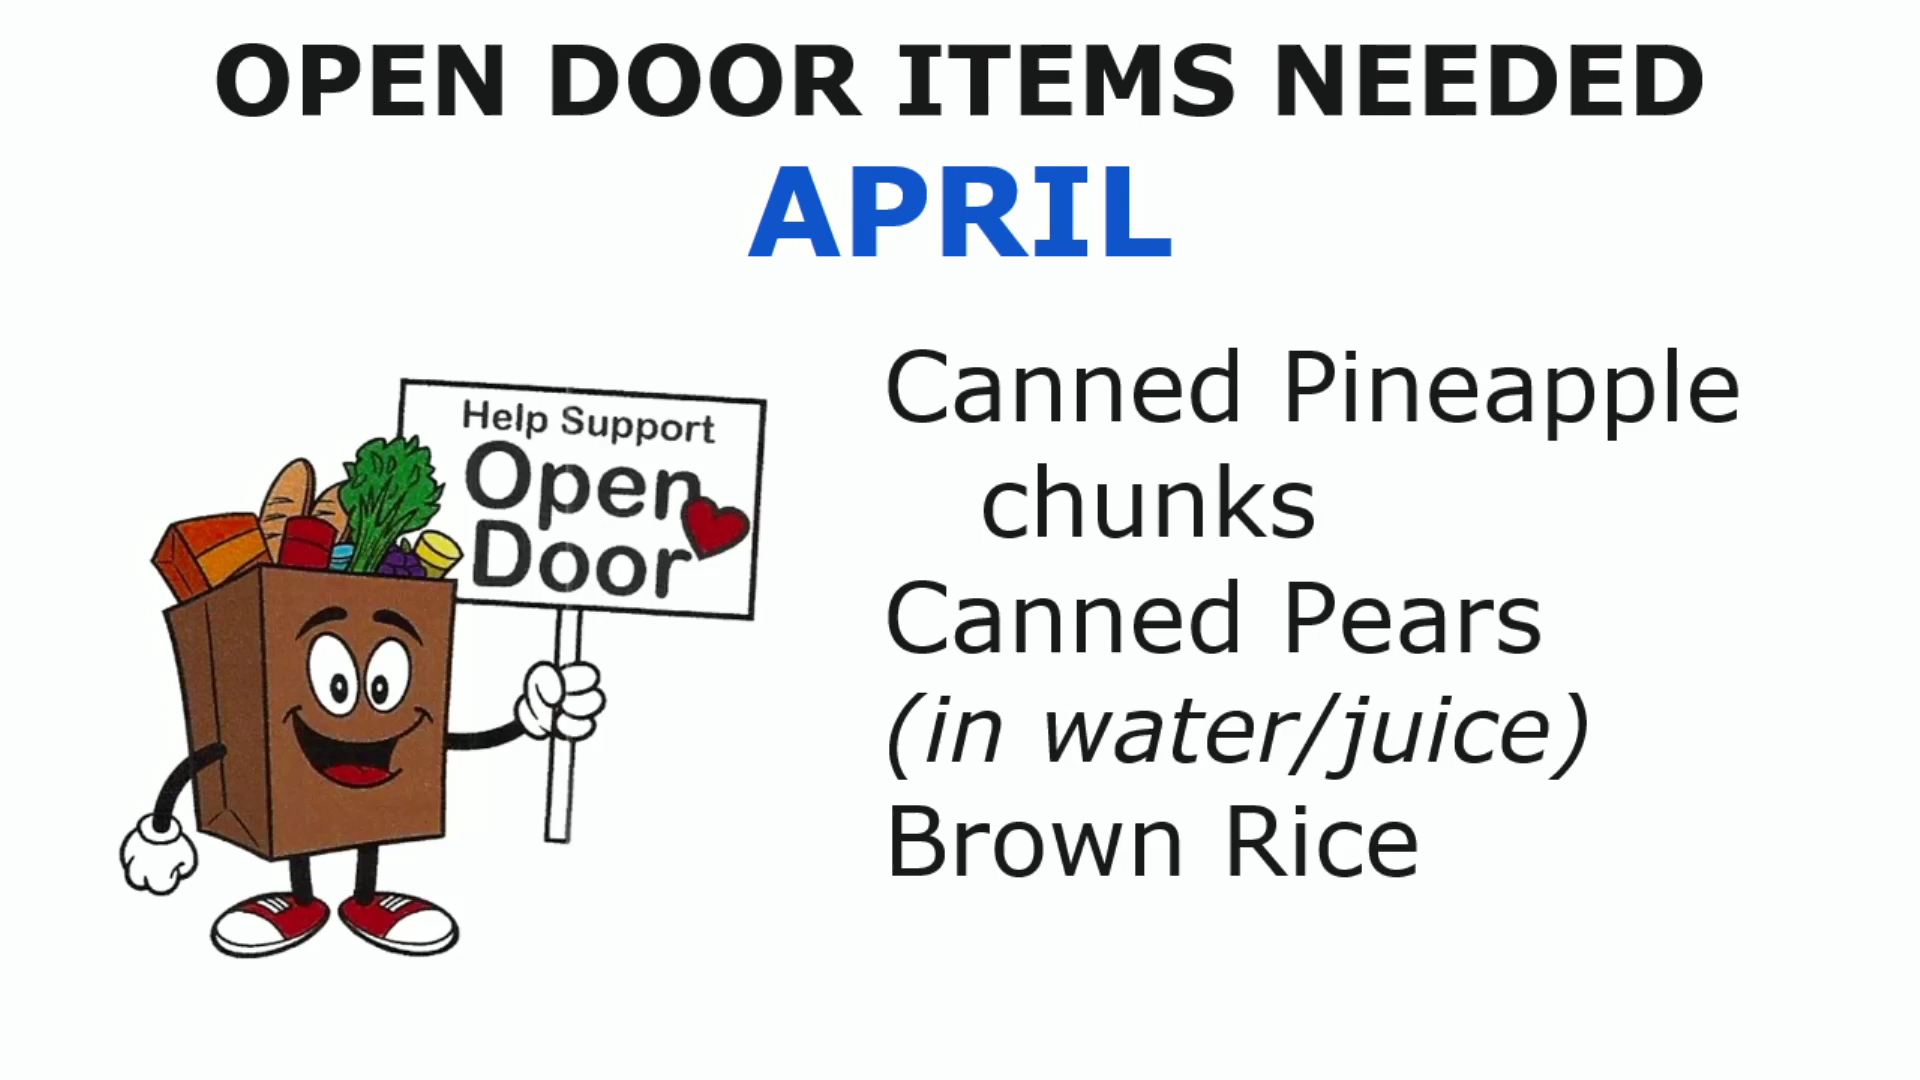 OPEN DOOR ITEMS NEEDED
APRIL
Help Support
Open
Door
Canned Pineapple
chunks
Canned Pears
(in water/juice)
Brown Rice